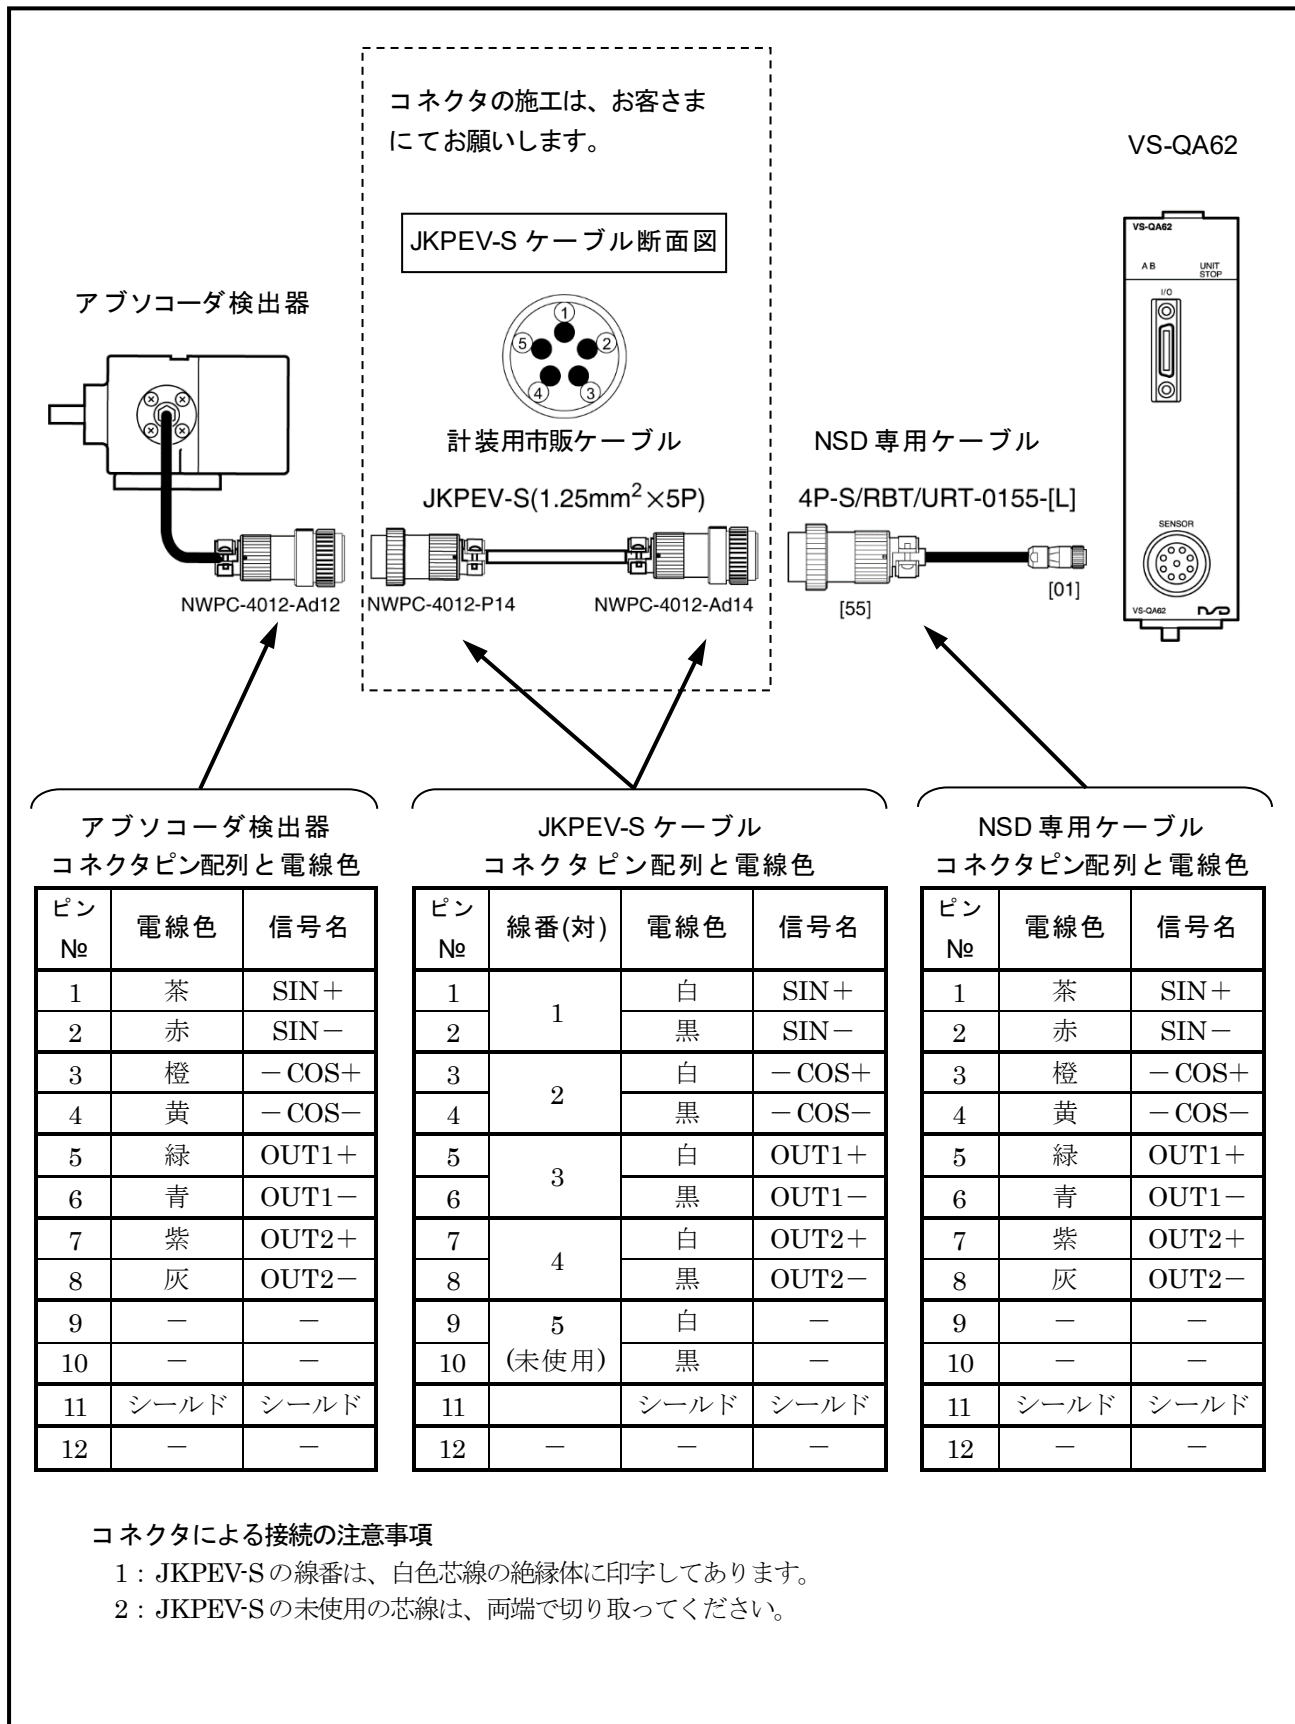 コネクタの施工は、お客さま
にてお願いします。
VS-QA62
JKPEV-S ケーブル断面図
アブソコーダ検出器
1
5
2
4
3
VS-QA62
A B
UNIT
STOP
I/O
計装用市販ケーブル
NSD 専用ケーブル
JKPEV-S(1.25mm²×5P)
4P-S/RBT/URT-0155-[L]
SENSOR
[01]
NWPC-4012-Ad12
NWPC-4012-P14
NWPC-4012-Ad14
[55]
VS-QA62
NSD
アブソコーダ検出器
コネクタピン配列と電線色
ピン№ 電線色 信号名
1 茶 SIN+
2 赤 SIN−
3 橙 −COS+
4 黄 −COS−
5 緑 OUT1+
6 青 OUT1−
7 紫 OUT2+
8 灰 OUT2−
9 − −
10 − −
11 シールド シールド
12 − −
JKPEV-S ケーブル
コネクタピン配列と電線色
ピン№ 線番(対) 電線色 信号名
1 1 白 SIN+
2 黒 SIN−
3 2 白 −COS+
4 黒 −COS−
5 3 白 OUT1+
6 黒 OUT1−
7 4 白 OUT2+
8 黒 OUT2−
9 5 白 −
10 (未使用) 黒 −
11 シールド シールド
12 − − −
NSD 専用ケーブル
コネクタピン配列と電線色
ピン№ 電線色 信号名
1 茶 SIN+
2 赤 SIN−
3 橙 −COS+
4 黄 −COS−
5 緑 OUT1+
6 青 OUT1−
7 紫 OUT2+
8 灰 OUT2−
9 − −
10 − −
11 シールド シールド
12 − −
コネクタによる接続の注意事項
1：JKPEV-S の線番は、白色芯線の絶縁体に印字してあります。
2：JKPEV-S の未使用の芯線は、両端で切り取ってください。